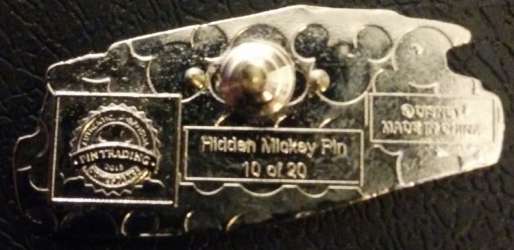 PIN TRADING
Hidden Mickey Pin
10 of 20
© DISNEY
MADE IN CHINA